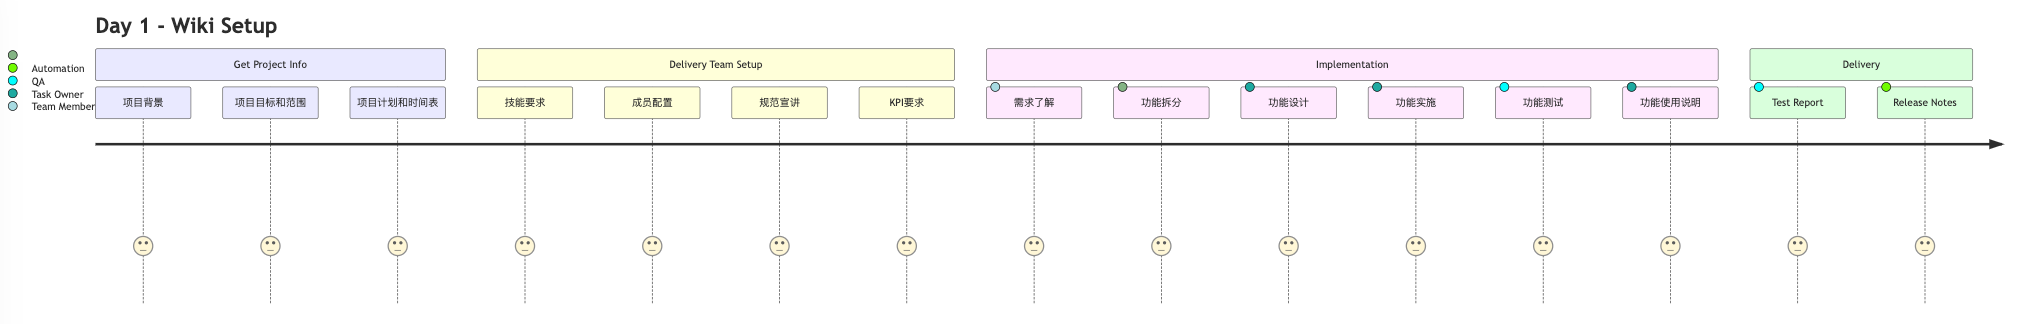 Day 1 - Wiki Setup
Automation
QA
Task Owner
Team Member
Get Project Info
Delivery Team Setup
Implementation
Delivery
项目背景
项目目标和范围
项目计划和时间表
技能要求
成员配置
规范宣讲
KPI要求
需求了解
功能拆分
功能设计
功能实施
功能测试
功能使用说明
Test Report
Release Notes